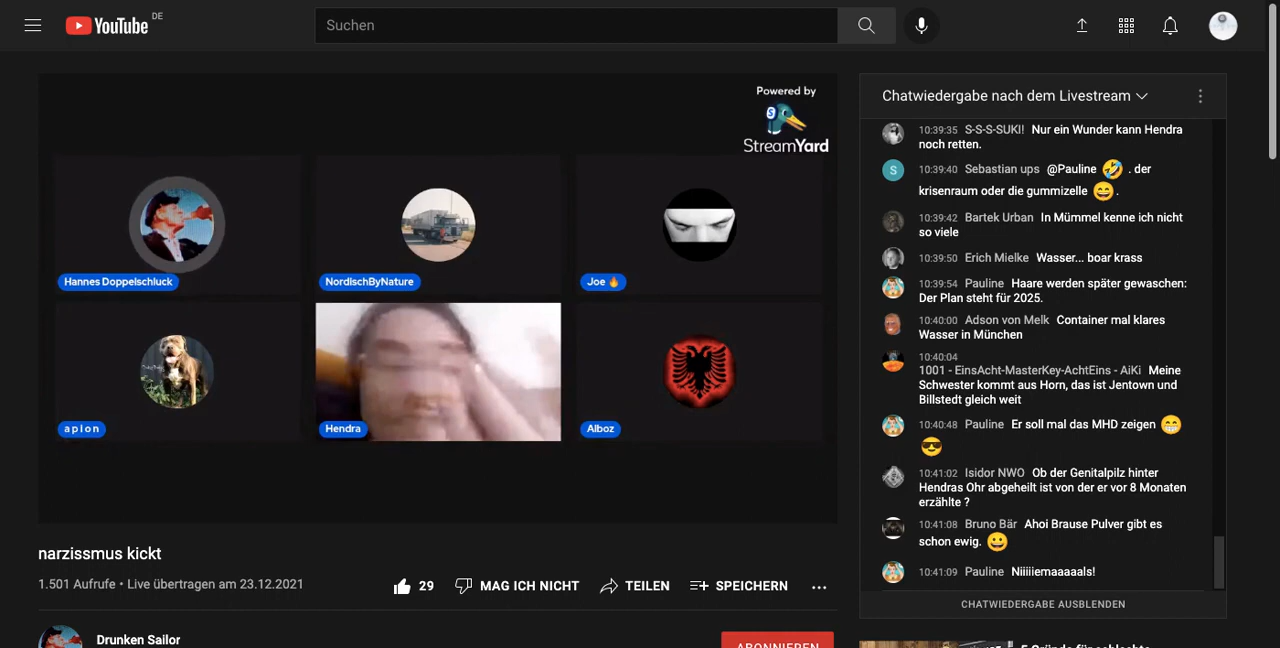 YouTube DE
Suchen
Powered by
StreamYard
Hannes Doppelschluck
NordischByNature
Joe 🔥
a p l o n
Hendra
Alboz
narzissmus kickt
1.501 Aufrufe • Live übertragen am 23.12.2021
29
MAG ICH NICHT
TEILEN
SPEICHERN
Drunken Sailor
ABONNIEREN
Chatwiedergabe nach dem Livestream
10:39:35 S-S-S-SUKI! Nur ein Wunder kann Hendra
noch retten.
S
10:39:40 Sebastian ups @Pauline 🤣 . der
krisenraum oder die gummizelle 😄 .
10:39:42 Bartek Urban In Mümmel kenne ich nicht
so viele
10:39:50 Erich Mielke Wasser... boar krass
10:39:54 Pauline Haare werden später gewaschen:
Der Plan steht für 2025.
10:40:00 Adson von Melk Container mal klares
Wasser in München
10:40:04
1001 - EinsAcht-MasterKey-AchtEins - AiKi Meine
Schwester kommt aus Horn, das ist Jentown und
Billstedt gleich weit
10:40:48 Pauline Er soll mal das MHD zeigen 😁
😎
10:41:02 Isidor NWO Ob der Genitalpilz hinter
Hendras Ohr abgeheilt ist von der er vor 8 Monaten
erzählte ?
10:41:08 Bruno Bär Ahoi Brause Pulver gibt es
schon ewig. 😀
10:41:09 Pauline Niiiiiemaaaaals!
CHATWIEDERGABE AUSBLENDEN
5 Gründe für schlechte